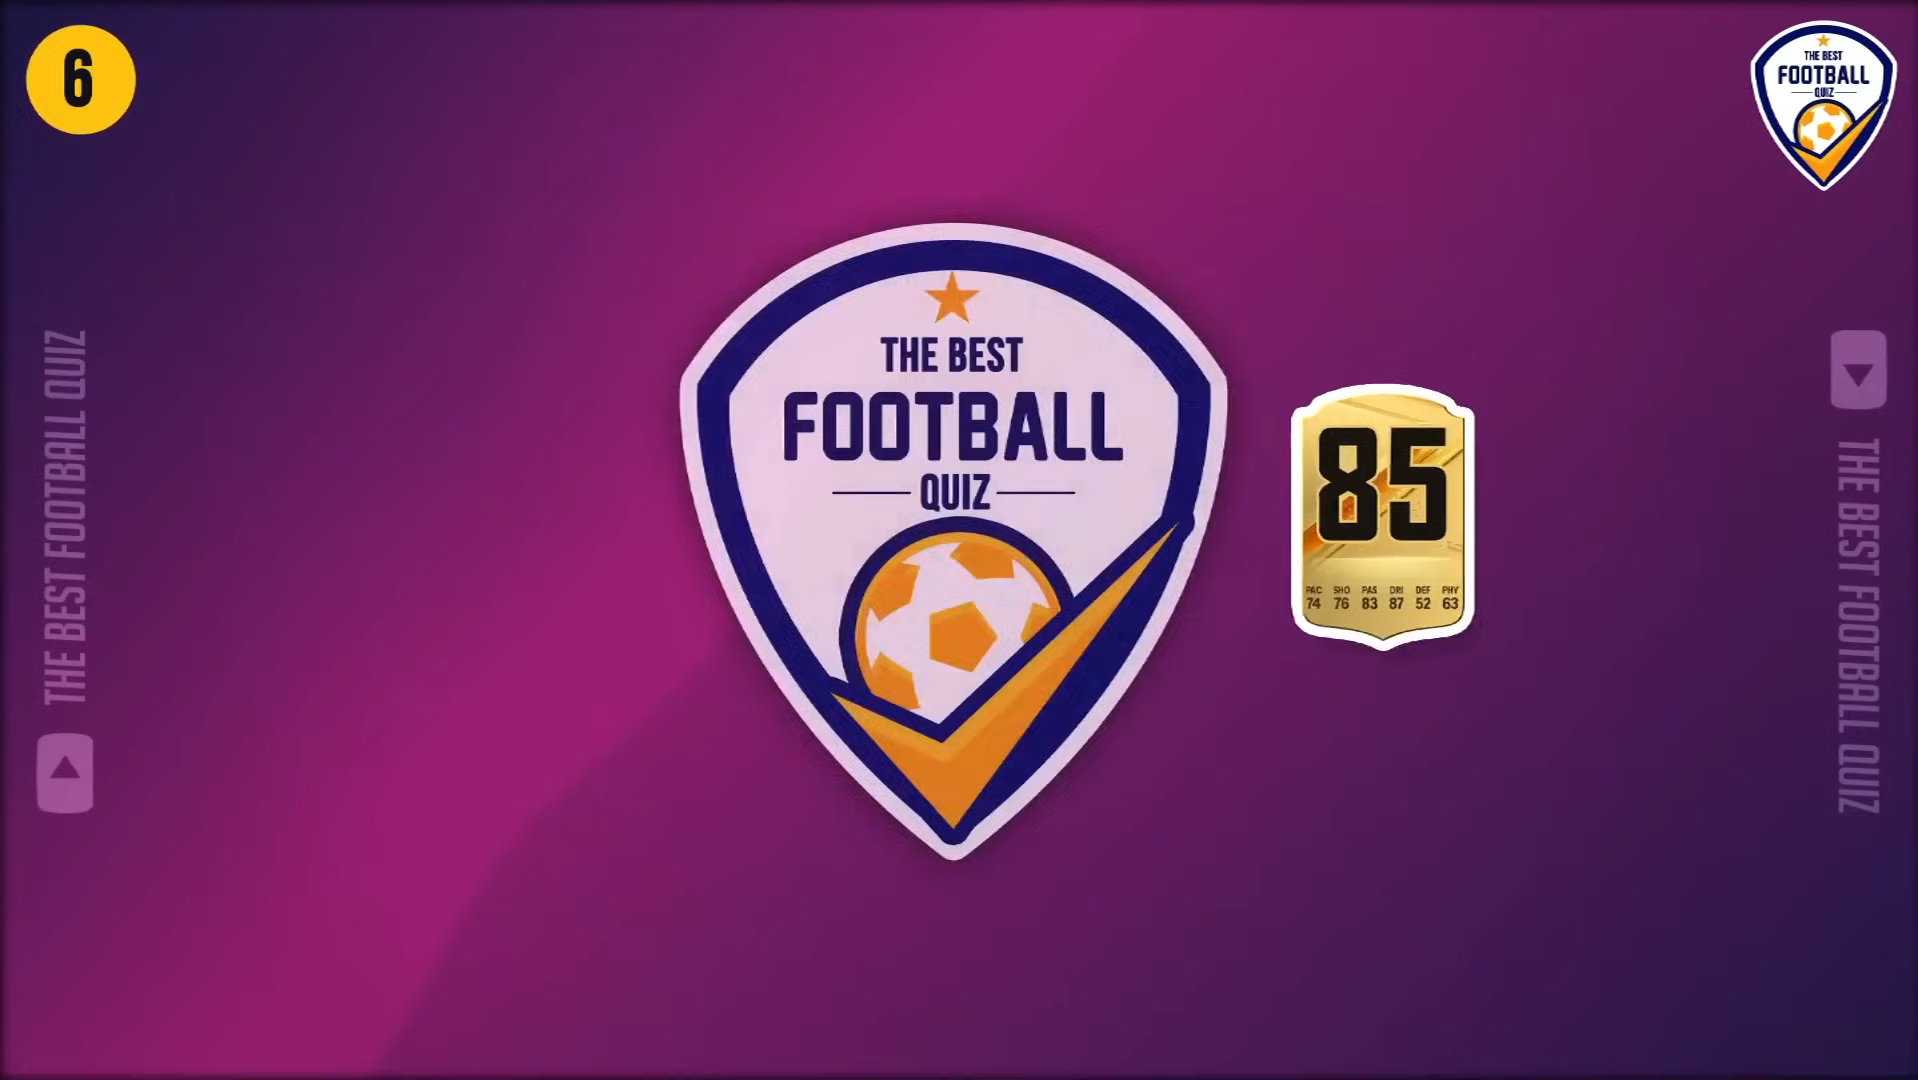 6
THE BEST
FOOTBALL
QUIZ
THE BEST FOOTBALL QUIZ
THE BEST
FOOTBALL
QUIZ
85
PAC SHO PAS DRI DEF PHY
74 76 83 87 52 63
THE BEST FOOTBALL QUIZ